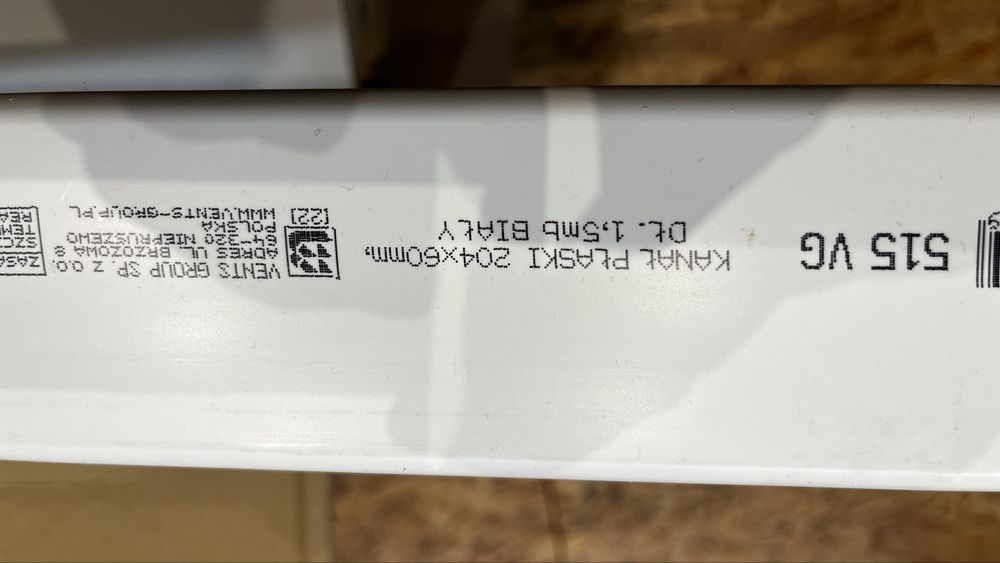 515 VG
KANAŁ PŁASKI 204x60mm,
DŁ. 1,5mb BIAŁY
[22]
VENTS GROUP SP. Z O.O.
ADRES UL. BRZOZOWA 8
64-320 NIEPRUSZEWO
POLSKA
WWW.VENTS-GROUP.PL